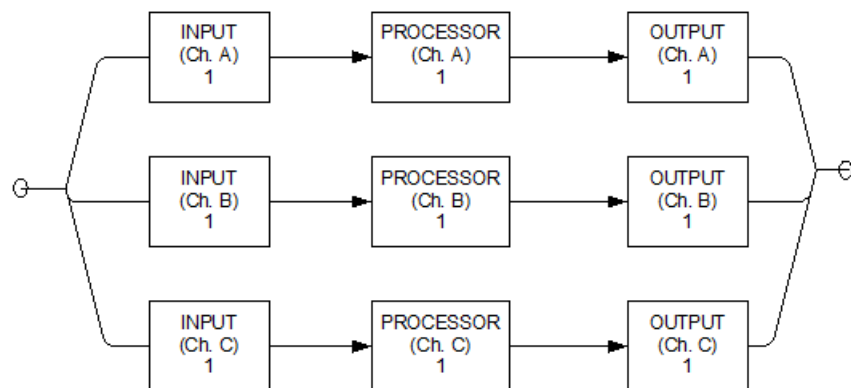 INPUT
(Ch. A)
1
PROCESSOR
(Ch. A)
1
OUTPUT
(Ch. A)
1
INPUT
(Ch. B)
1
PROCESSOR
(Ch. B)
1
OUTPUT
(Ch. B)
1
INPUT
(Ch. C)
1
PROCESSOR
(Ch. C)
1
OUTPUT
(Ch. C)
1